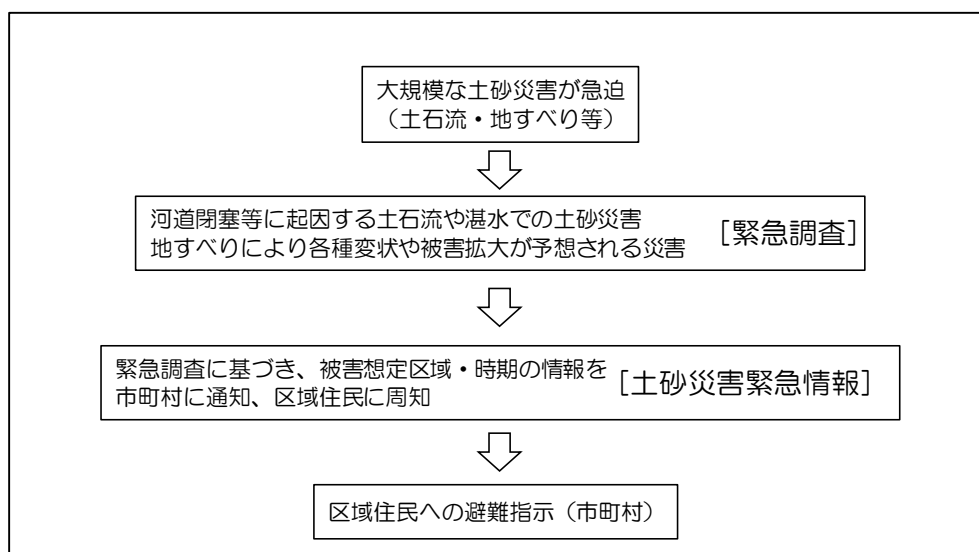 大規模な土砂災害が急迫
（土石流・地すべり等）
河道閉塞等に起因する土石流や湛水での土砂災害
地すべりにより各種変状や被害拡大が予想される災害
［緊急調査］
緊急調査に基づき、被害想定区域・時期の情報を
市町村に通知、区域住民に周知
［土砂災害緊急情報］
区域住民への避難指示（市町村）